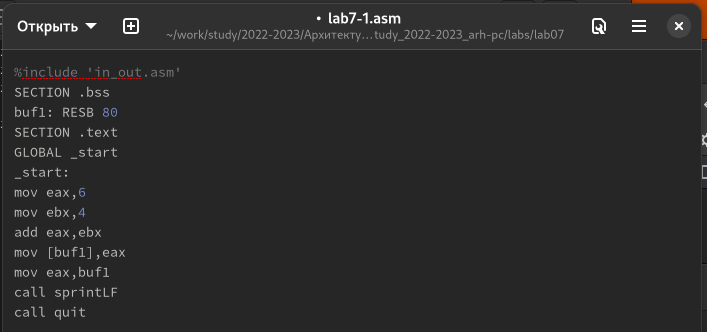 Открыть
• lab7-1.asm
~/work/study/2022-2023/Архитекту…tudy_2022-2023_arh-pc/labs/lab07
%include 'in_out.asm'
SECTION .bss
buf1: RESB 80
SECTION .text
GLOBAL _start
_start:
mov eax,6
mov ebx,4
add eax,ebx
mov [buf1],eax
mov eax,buf1
call sprintLF
call quit